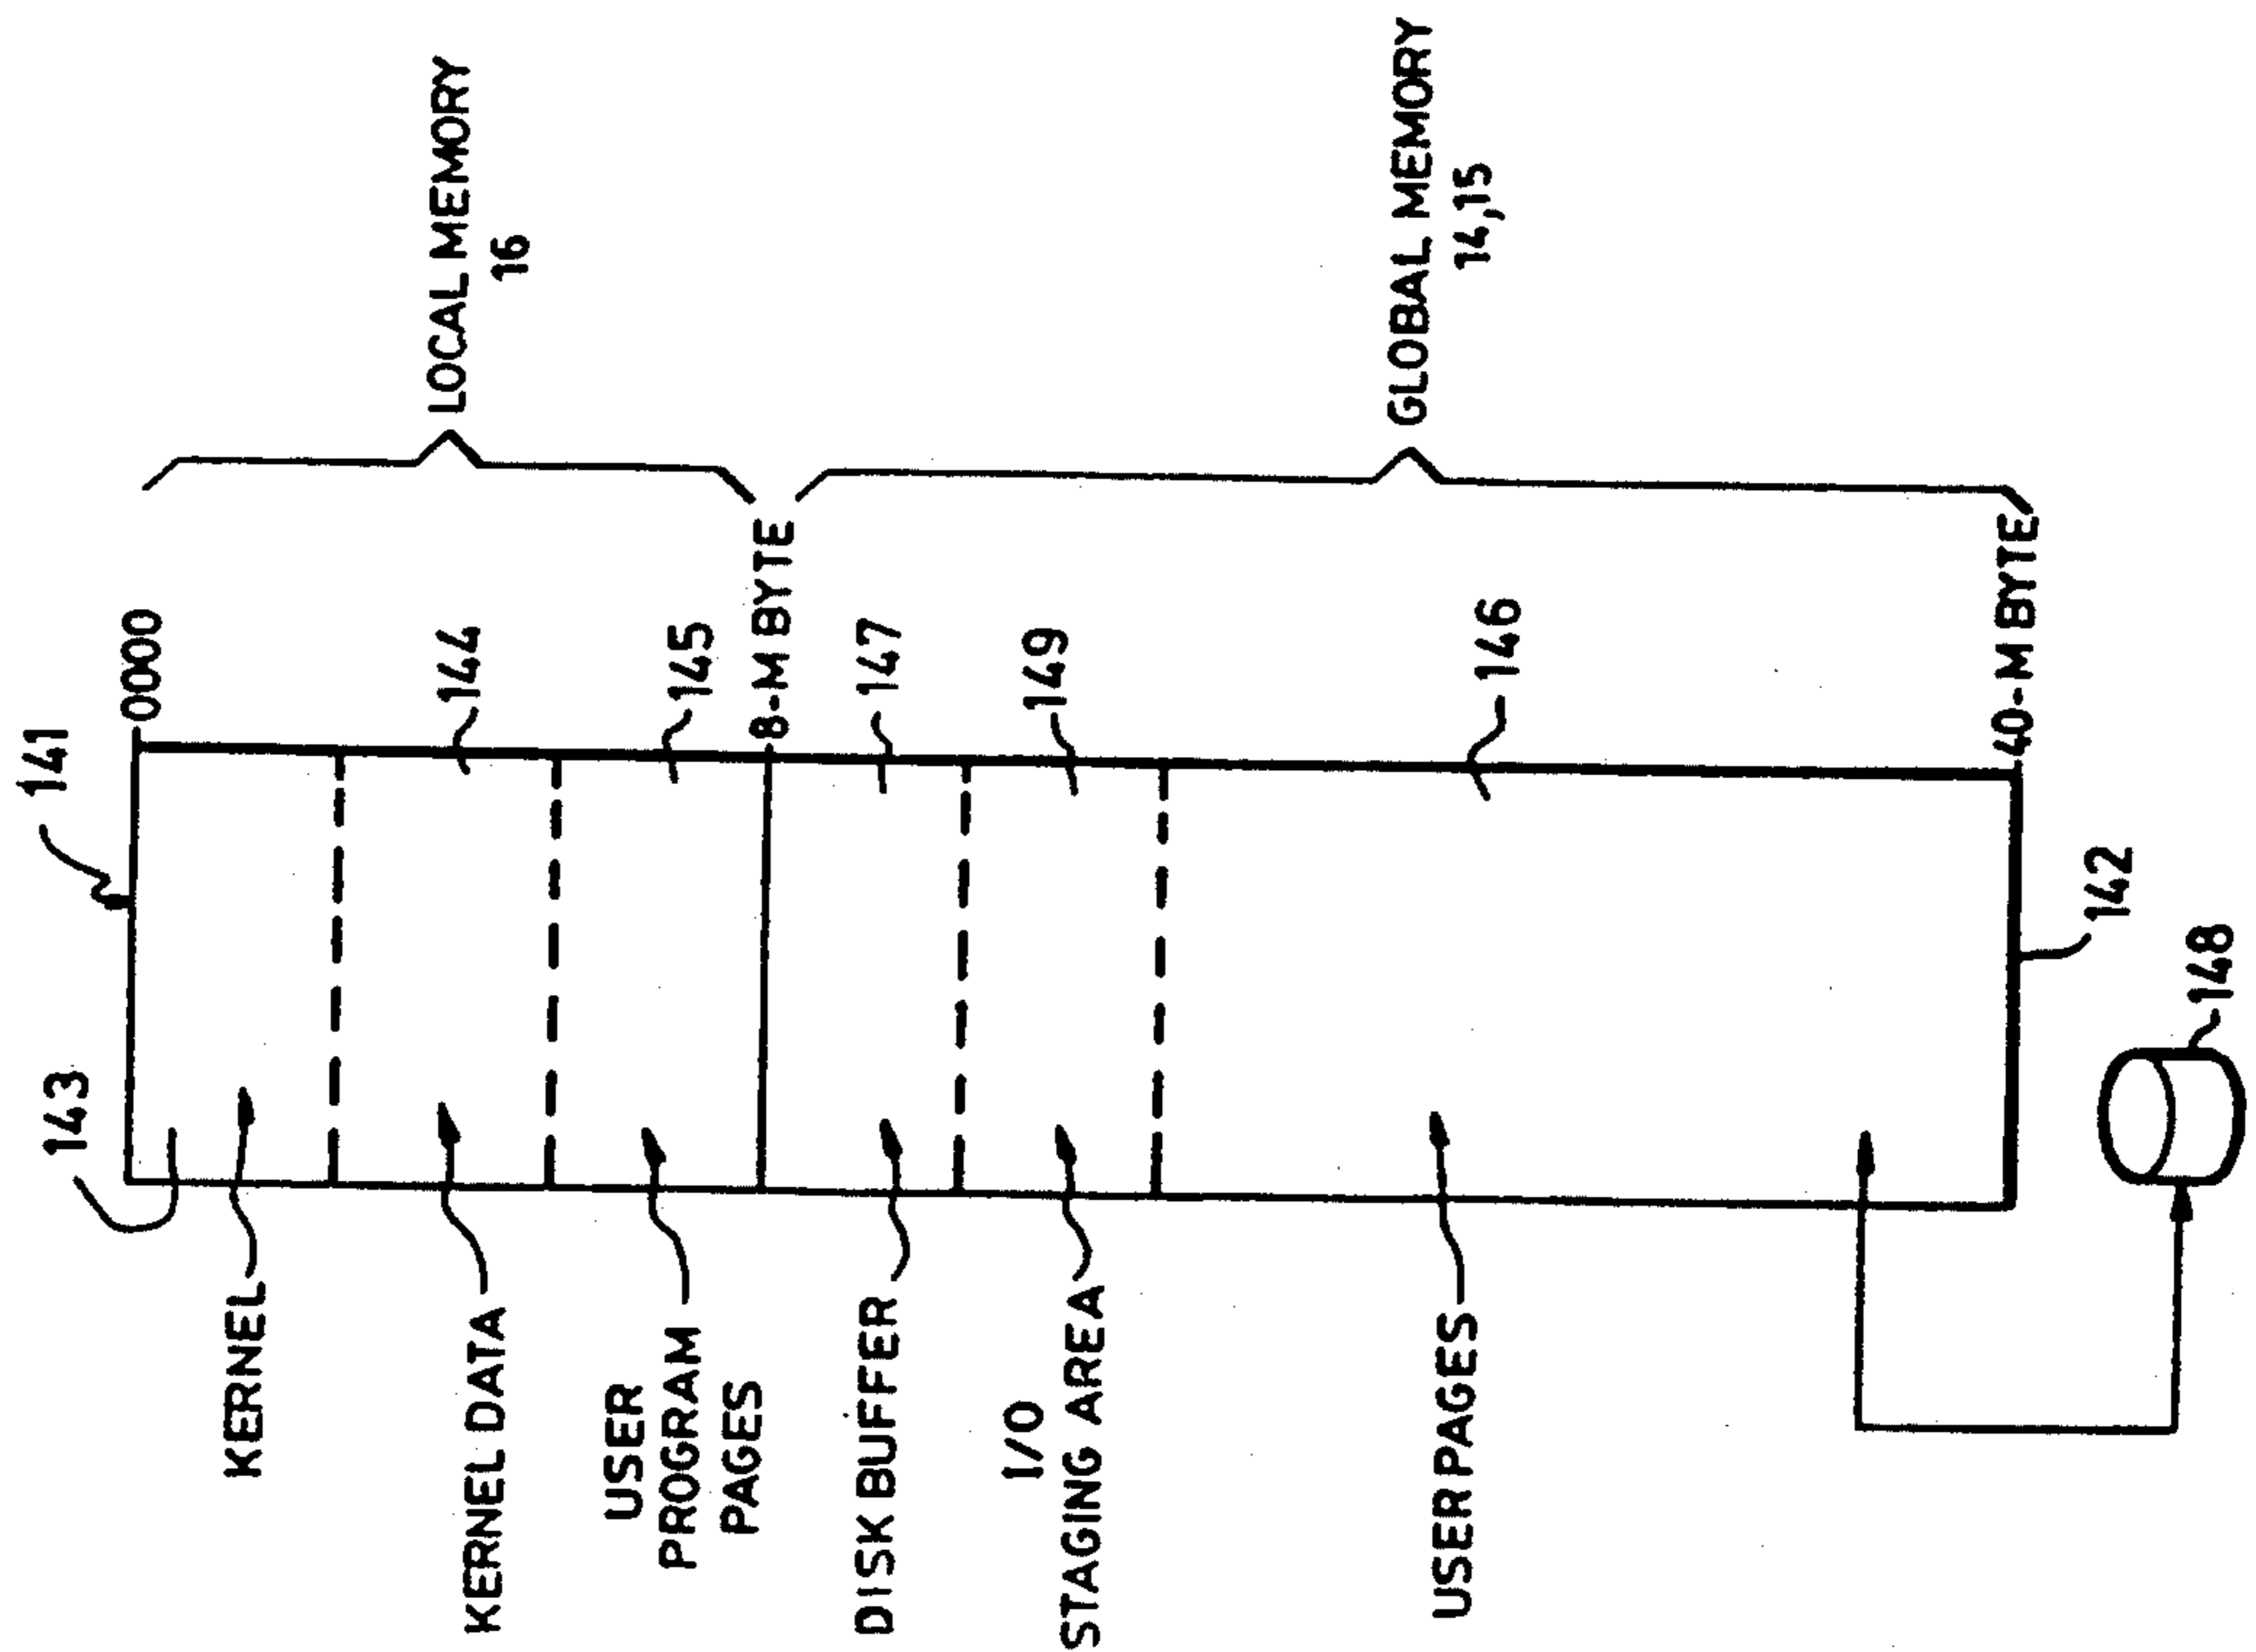 141
0000
143
KERNEL
144
KERNEL DATA
LOCAL MEMORY
16
145
USER
PROGRAM
PAGES
8-M BYTE
147
DISK BUFFER
149
I/O
STAGING AREA
GLOBAL MEMORY
14,15
146
USER PAGES
40-M BYTE
142
148